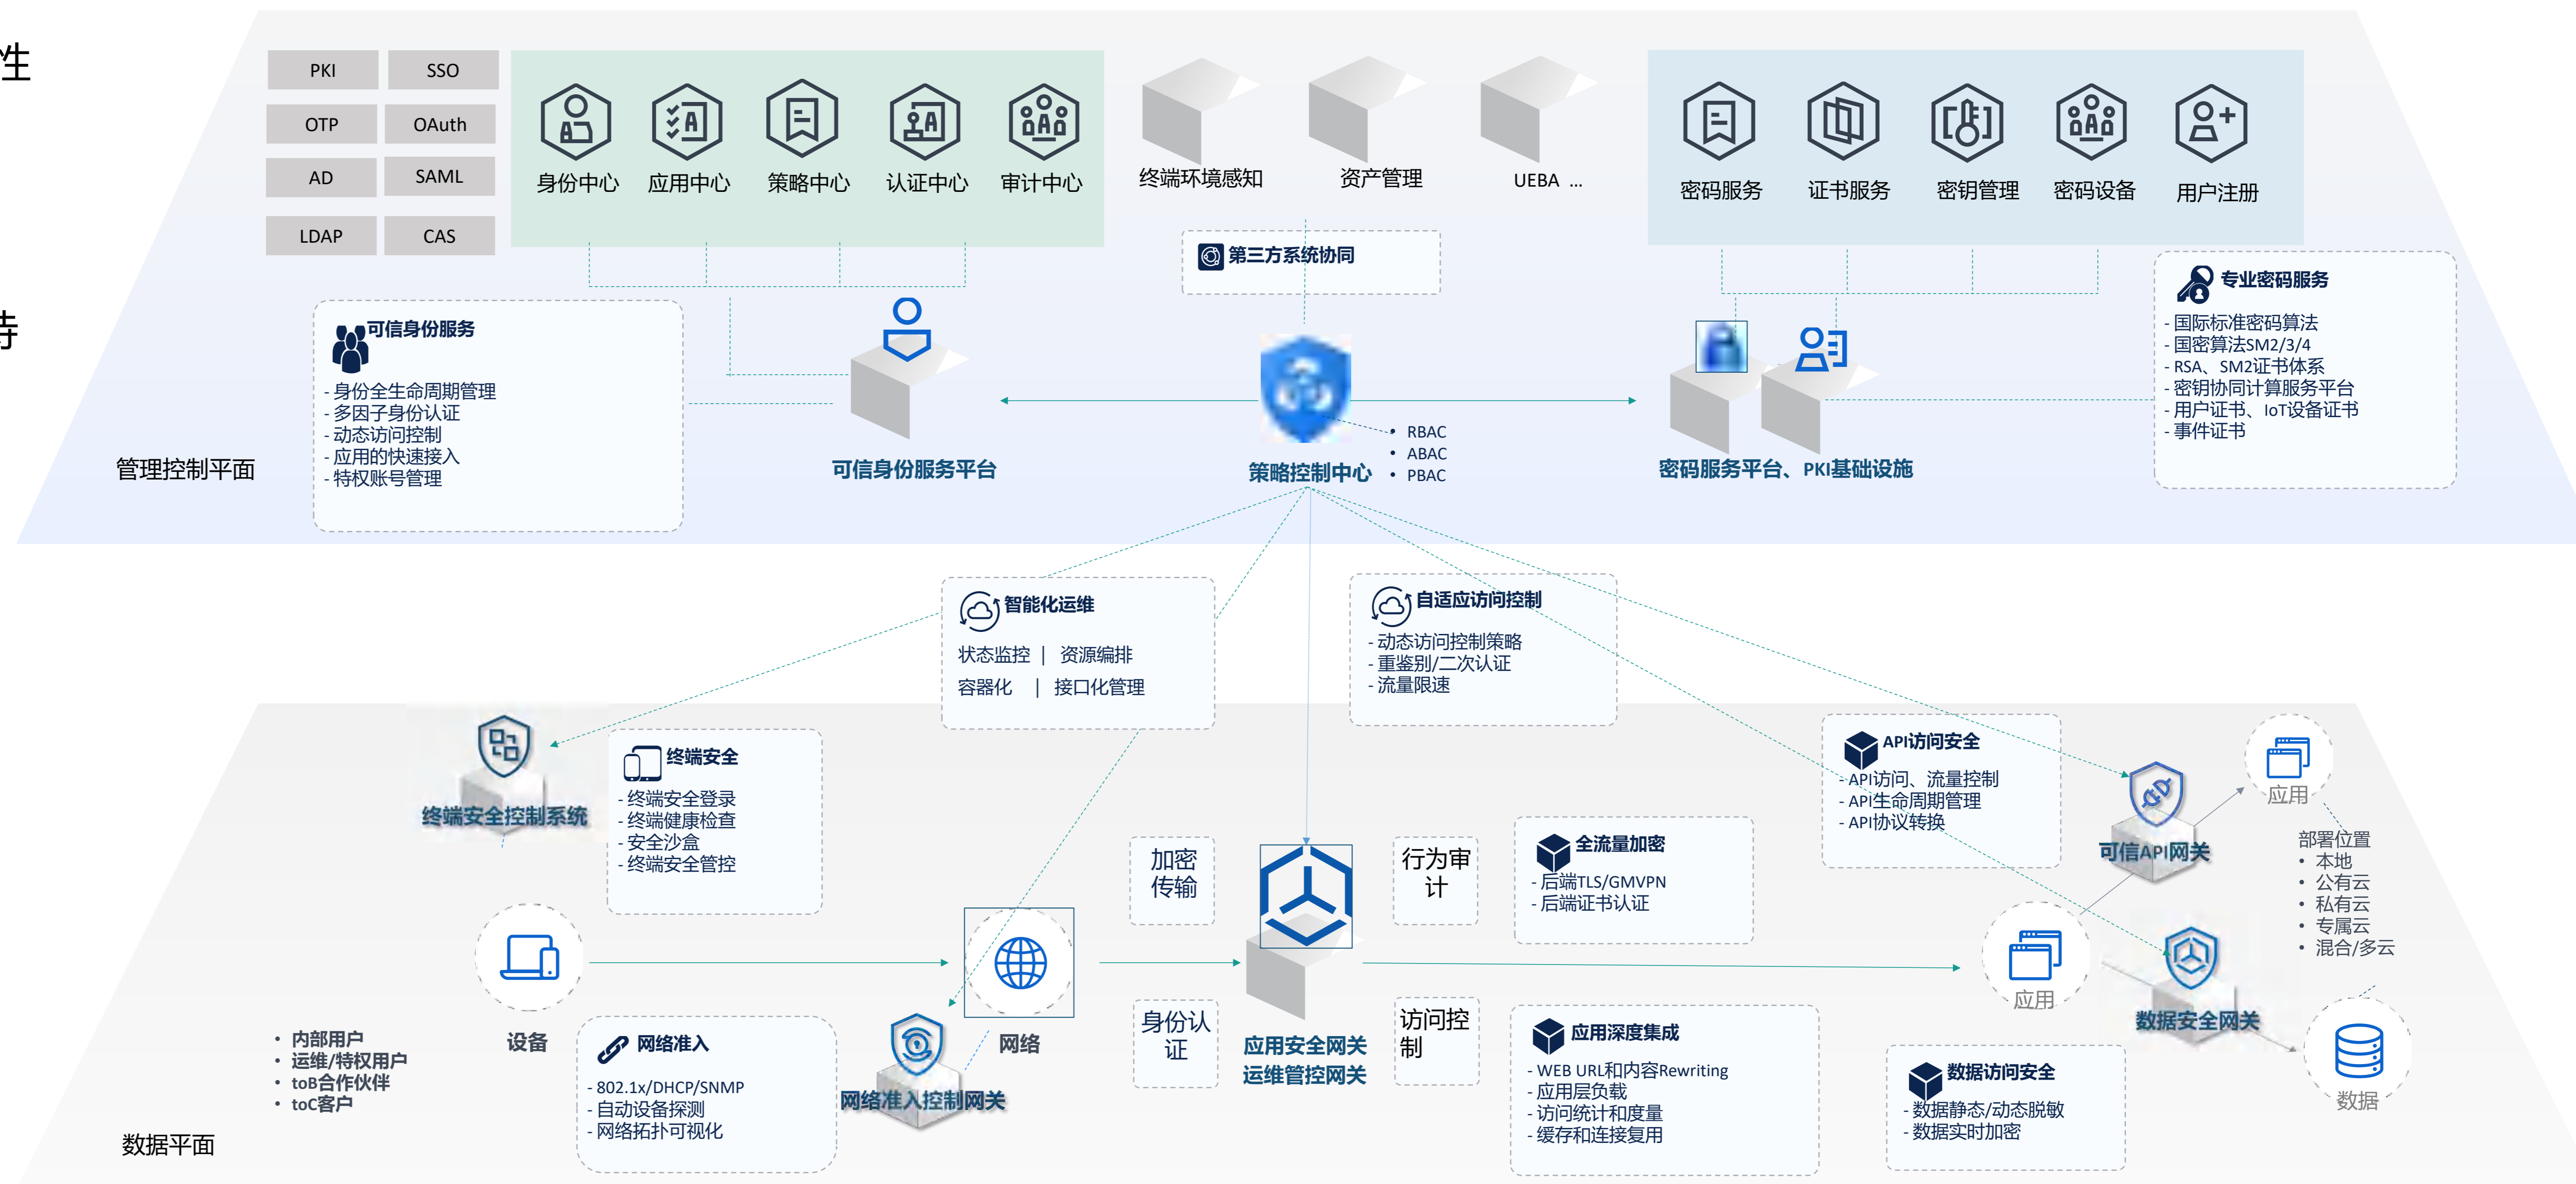 性
持
PKI
SSO
OTP
OAuth
AD
SAML
LDAP
CAS
身份中心
应用中心
策略中心
认证中心
审计中心
终端环境感知
资产管理
UEBA ...
密码服务
证书服务
密钥管理
密码设备
用户注册
第三方系统协同
可信身份服务
- 身份全生命周期管理
- 多因子身份认证
- 动态访问控制
- 应用的快速接入
- 特权账号管理
专业密码服务
- 国际标准密码算法
- 国密算法SM2/3/4
- RSA、SM2证书体系
- 密钥协同计算服务平台
- 用户证书、IoT设备证书
- 事件证书
管理控制平面
可信身份服务平台
策略控制中心
• RBAC
• ABAC
• PBAC
密码服务平台、PKI基础设施
智能化运维
状态监控 | 资源编排
容器化 | 接口化管理
自适应访问控制
- 动态访问控制策略
- 重鉴别/二次认证
- 流量限速
终端安全控制系统
终端安全
- 终端安全登录
- 终端健康检查
- 安全沙盒
- 终端安全管控
加密
传输
行为审
计
全流量加密
- 后端TLS/GMVPN
- 后端证书认证
API访问安全
- API访问、流量控制
- API生命周期管理
- API协议转换
可信API网关
应用
部署位置
• 本地
• 公有云
• 私有云
• 专属云
• 混合/多云
设备
网络
应用
数据安全网关
数据
• 内部用户
• 运维/特权用户
• toB合作伙伴
• toC客户
网络准入
- 802.1x/DHCP/SNMP
- 自动设备探测
- 网络拓扑可视化
网络准入控制网关
身份认
证
应用安全网关
运维管控网关
访问控
制
应用深度集成
- WEB URL和内容Rewriting
- 应用层负载
- 访问统计和度量
- 缓存和连接复用
数据访问安全
- 数据静态/动态脱敏
- 数据实时加密
数据平面